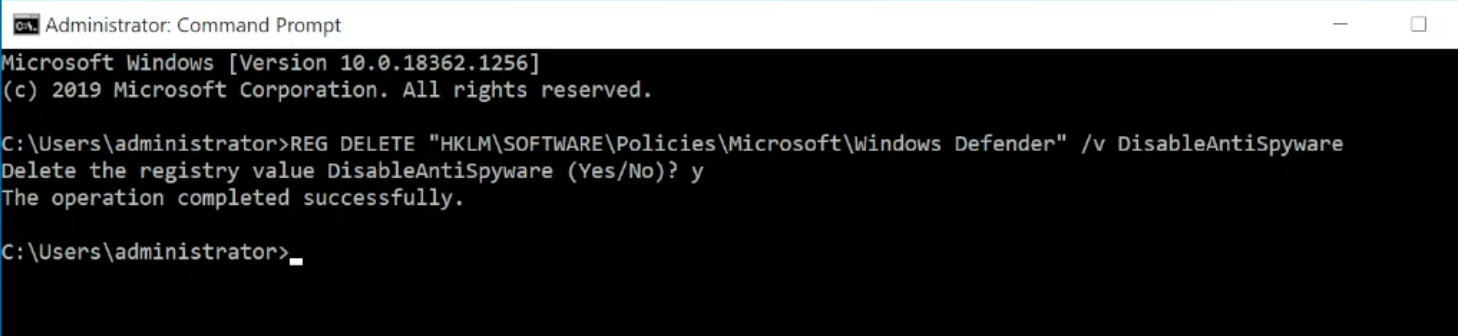 Administrator: Command Prompt
Microsoft Windows [Version 10.0.18362.1256]
(c) 2019 Microsoft Corporation. All rights reserved.
C:\Users\administrator>REG DELETE "HKLM\SOFTWARE\Policies\Microsoft\Windows Defender" /v DisableAntiSpyware
Delete the registry value DisableAntiSpyware (Yes/No)? y
The operation completed successfully.
C:\Users\administrator>